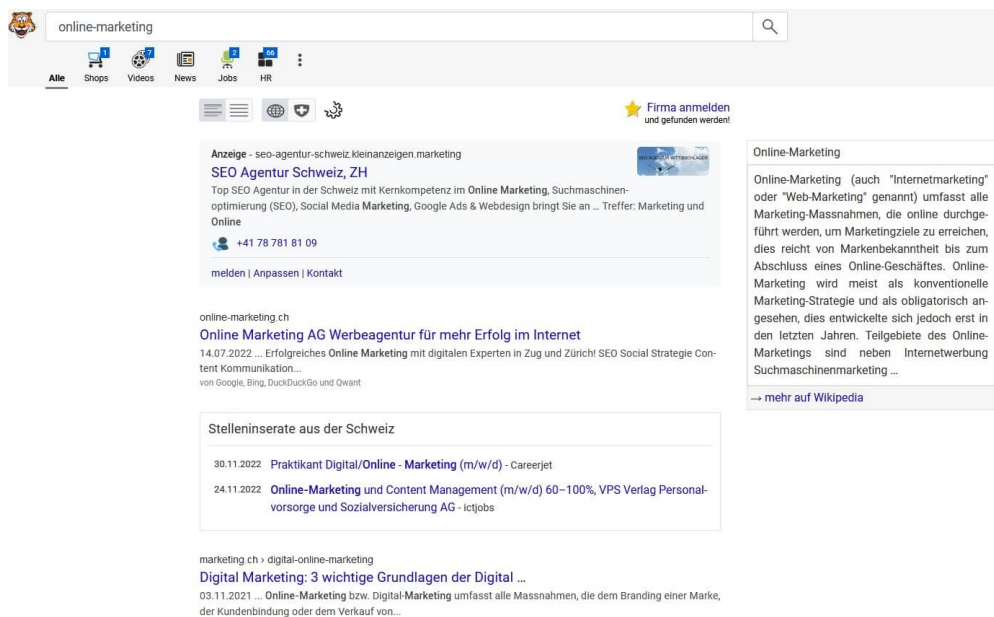 online-marketing
1
7
2
66
Alle
Shops
Videos
News
Jobs
HR
Firma anmelden
und gefunden werden!
Anzeige - seo-agentur-schweiz.kleinanzeigen.marketing
SEO Agentur Schweiz, ZH
Top SEO Agentur in der Schweiz mit Kernkompetenz im Online Marketing, Suchmaschinen-
optimierung (SEO), Social Media Marketing, Google Ads & Webdesign bringt Sie an ... Treffer: Marketing und
Online
SEO AGENTUR WITTBSCHLAGER
+41 78 781 81 09
melden | Anpassen | Kontakt
online-marketing.ch
Online Marketing AG Werbeagentur für mehr Erfolg im Internet
14.07.2022 ... Erfolgreiches Online Marketing mit digitalen Experten in Zug und Zürich! SEO Social Strategie Con-
tent Kommunikation...
von Google, Bing, DuckDuckGo und Qwant
Stelleninserate aus der Schweiz
30.11.2022 Praktikant Digital/Online - Marketing (m/w/d) - Careerjet
24.11.2022 Online-Marketing und Content Management (m/w/d) 60–100%, VPS Verlag Personal-
vorsorge und Sozialversicherung AG - ictjobs
marketing.ch › digital-online-marketing
Digital Marketing: 3 wichtige Grundlagen der Digital ...
03.11.2021 ... Online-Marketing bzw. Digital-Marketing umfasst alle Massnahmen, die dem Branding einer Marke,
der Kundenbindung oder dem Verkauf von...
Online-Marketing
Online-Marketing (auch "Internetmarketing"
oder "Web-Marketing" genannt) umfasst alle
Marketing-Massnahmen, die online durchge-
führt werden, um Marketingziele zu erreichen,
dies reicht von Markenbekanntheit bis zum
Abschluss eines Online-Geschäftes. Online-
Marketing wird meist als konventionelle
Marketing-Strategie und als obligatorisch an-
gesehen, dies entwickelte sich jedoch erst in
den letzten Jahren. Teilgebiete des Online-
Marketings sind neben Internetwerbung
Suchmaschinenmarketing ...
→ mehr auf Wikipedia